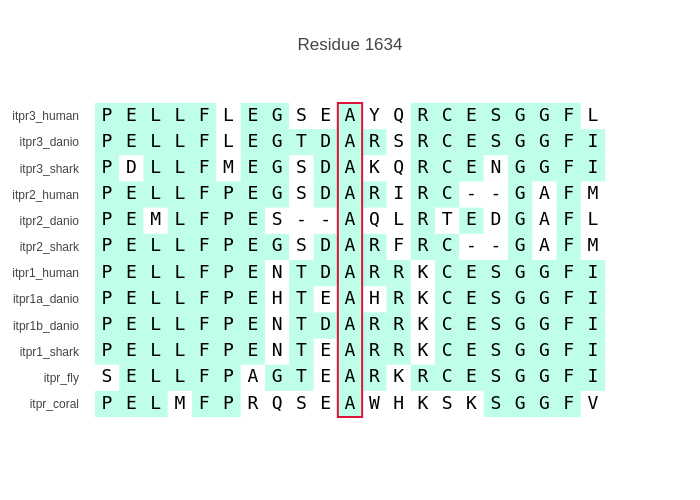 Residue 1634
itpr3_human P E L L F L E G S E A Y Q R C E S G G F L
itpr3_danio P E L L F L E G T D A R S R C E S G G F I
itpr3_shark P D L L F M E G S D A K Q R C E N G G F I
itpr2_human P E L L F P E G S D A R I R C - - G A F M
itpr2_danio P E M L F P E S - - A Q L R T E D G A F L
itpr2_shark P E L L F P E G S D A R F R C - - G A F M
itpr1_human P E L L F P E N T D A R R K C E S G G F I
itpr1a_danio P E L L F P E H T E A H R K C E S G G F I
itpr1b_danio P E L L F P E N T D A R R K C E S G G F I
itpr1_shark P E L L F P E N T E A R R K C E S G G F I
itpr_fly S E L L F P A G T E A R K R C E S G G F I
itpr_coral P E L M F P R Q S E A W H K S K S G G F V